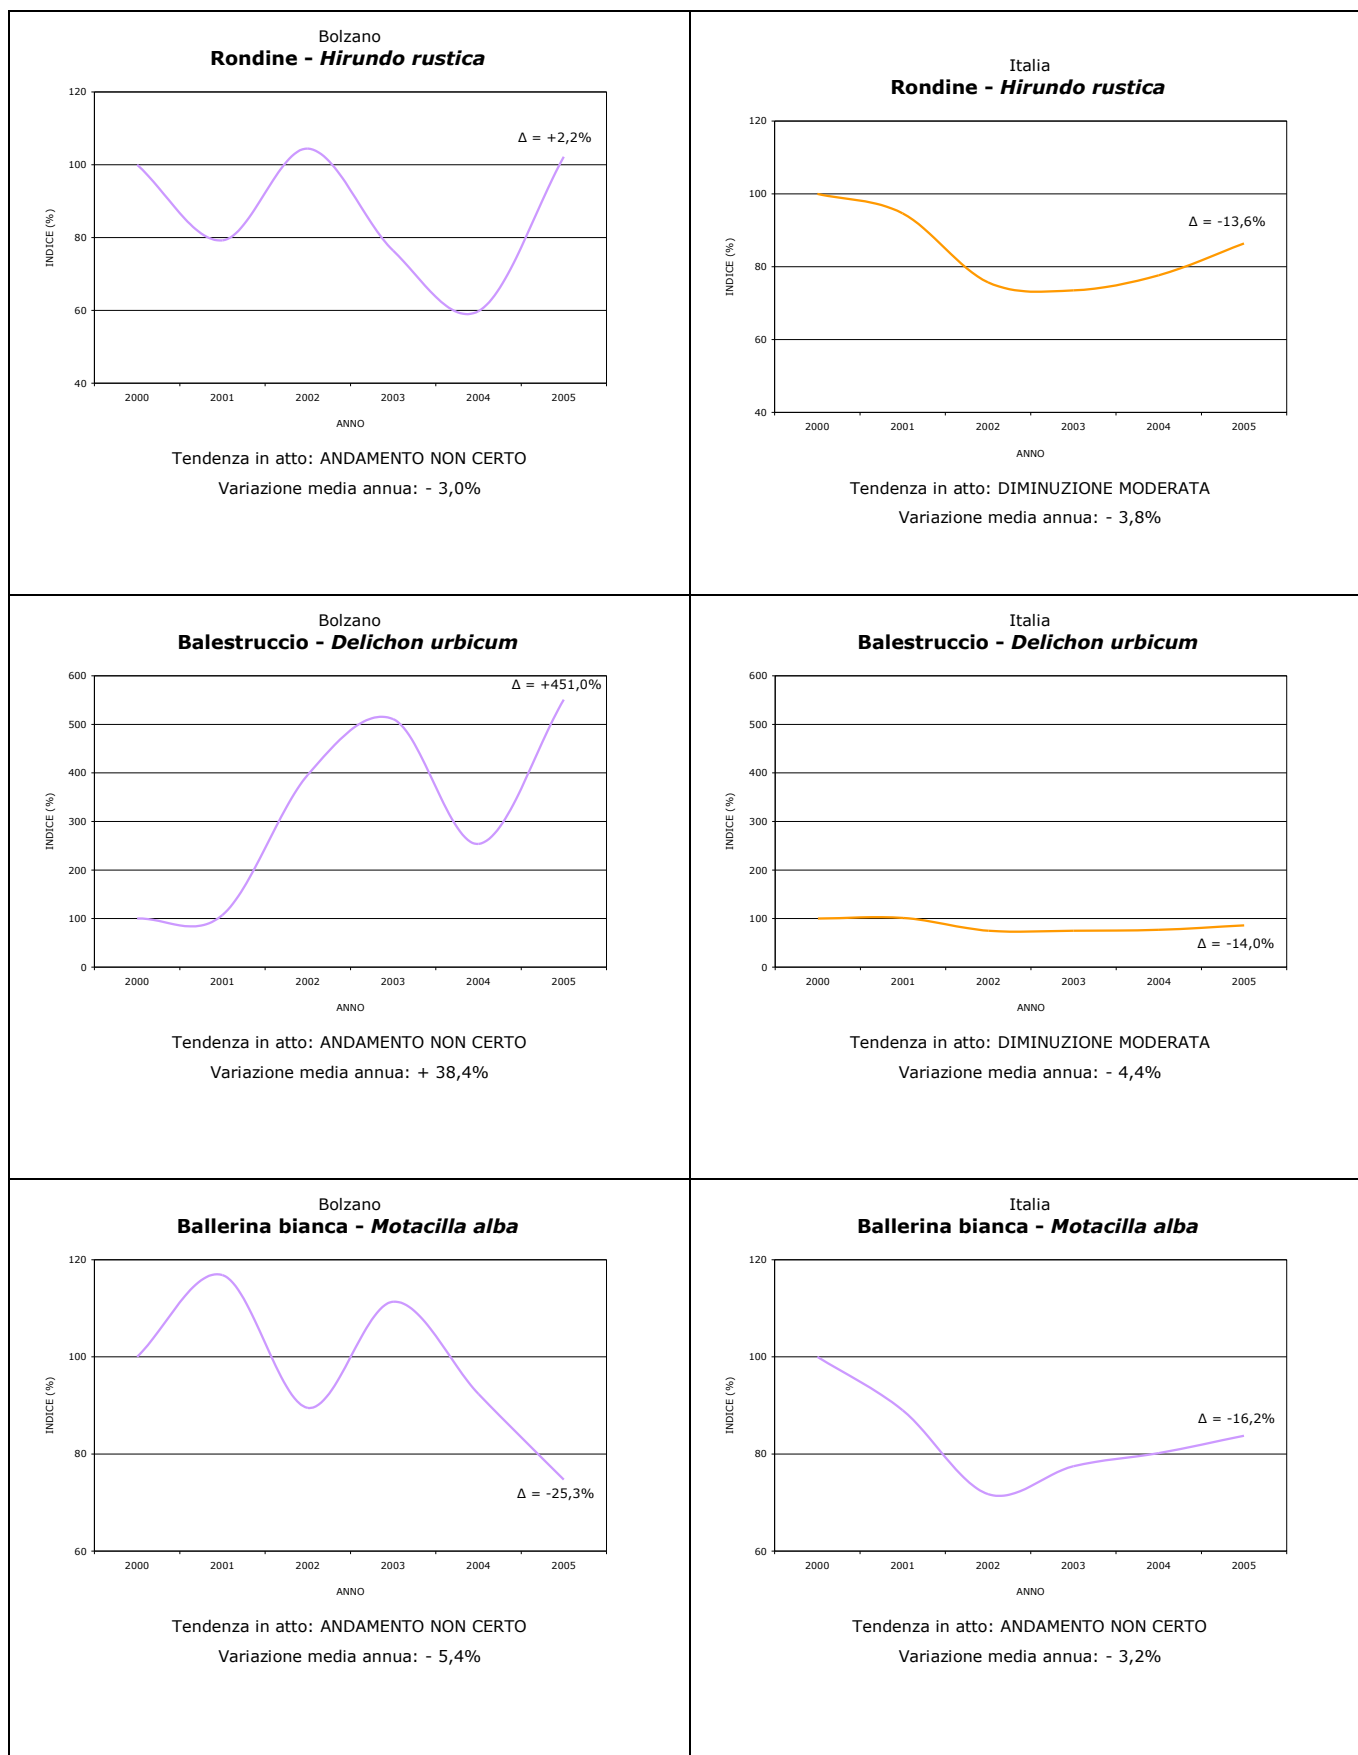 Bolzano
Rondine - Hirundo rustica
120
100
80
60
40
INDICE (%)
Δ = +2,2%
2000 2001 2002 2003 2004 2005
ANNO
Tendenza in atto: ANDAMENTO NON CERTO
Variazione media annua: - 3,0%
Italia
Rondine - Hirundo rustica
120
100
80
60
40
INDICE (%)
Δ = -13,6%
2000 2001 2002 2003 2004 2005
ANNO
Tendenza in atto: DIMINUZIONE MODERATA
Variazione media annua: - 3,8%
Bolzano
Balestruccio - Delichon urbicum
600
500
400
300
200
100
0
INDICE (%)
Δ = +451,0%
2000 2001 2002 2003 2004 2005
ANNO
Tendenza in atto: ANDAMENTO NON CERTO
Variazione media annua: + 38,4%
Italia
Balestruccio - Delichon urbicum
600
500
400
300
200
100
0
INDICE (%)
Δ = -14,0%
2000 2001 2002 2003 2004 2005
ANNO
Tendenza in atto: DIMINUZIONE MODERATA
Variazione media annua: - 4,4%
Bolzano
Ballerina bianca - Motacilla alba
120
100
80
60
INDICE (%)
Δ = -25,3%
2000 2001 2002 2003 2004 2005
ANNO
Tendenza in atto: ANDAMENTO NON CERTO
Variazione media annua: - 5,4%
Italia
Ballerina bianca - Motacilla alba
120
100
80
60
INDICE (%)
Δ = -16,2%
2000 2001 2002 2003 2004 2005
ANNO
Tendenza in atto: ANDAMENTO NON CERTO
Variazione media annua: - 3,2%